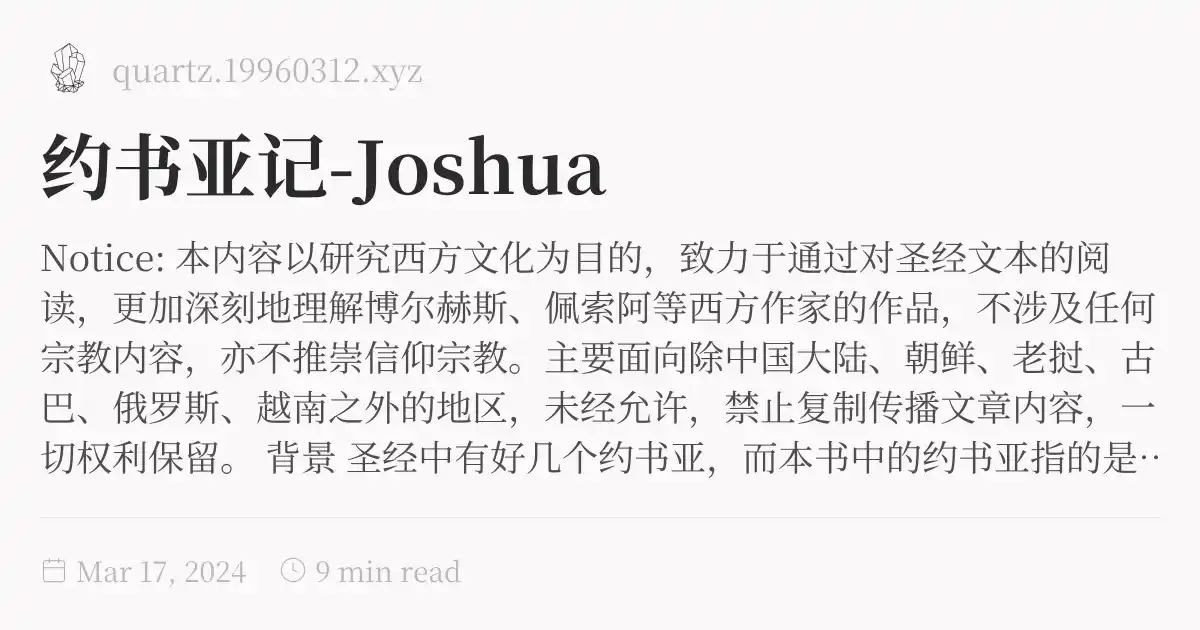 quartz.19960312.xyz
约书亚记-Joshua
Notice: 本内容以研究西方文化为目的，致力于通过对圣经文本的阅
读，更加深刻地理解博尔赫斯、佩索阿等西方作家的作品，不涉及任何
宗教内容，亦不推崇信仰宗教。主要面向除中国大陆、朝鲜、老挝、古
巴、俄罗斯、越南之外的地区，未经允许，禁止复制传播文章内容，一
切权利保留。 背景 圣经中有好几个约书亚，而本书中的约书亚指的是··
Mar 17, 2024 9 min read